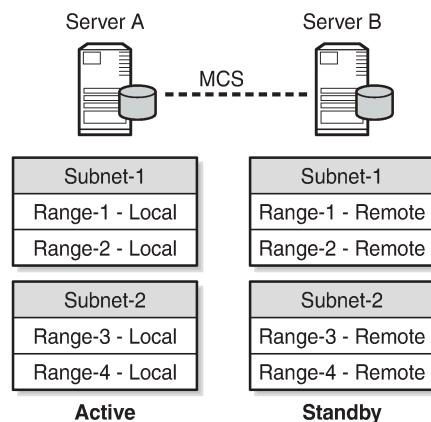 Server A
Server B
MCS
Subnet-1
Range-1 - Local
Range-2 - Local
Subnet-2
Range-3 - Local
Range-4 - Local
Active
Subnet-1
Range-1 - Remote
Range-2 - Remote
Subnet-2
Range-3 - Remote
Range-4 - Remote
Standby